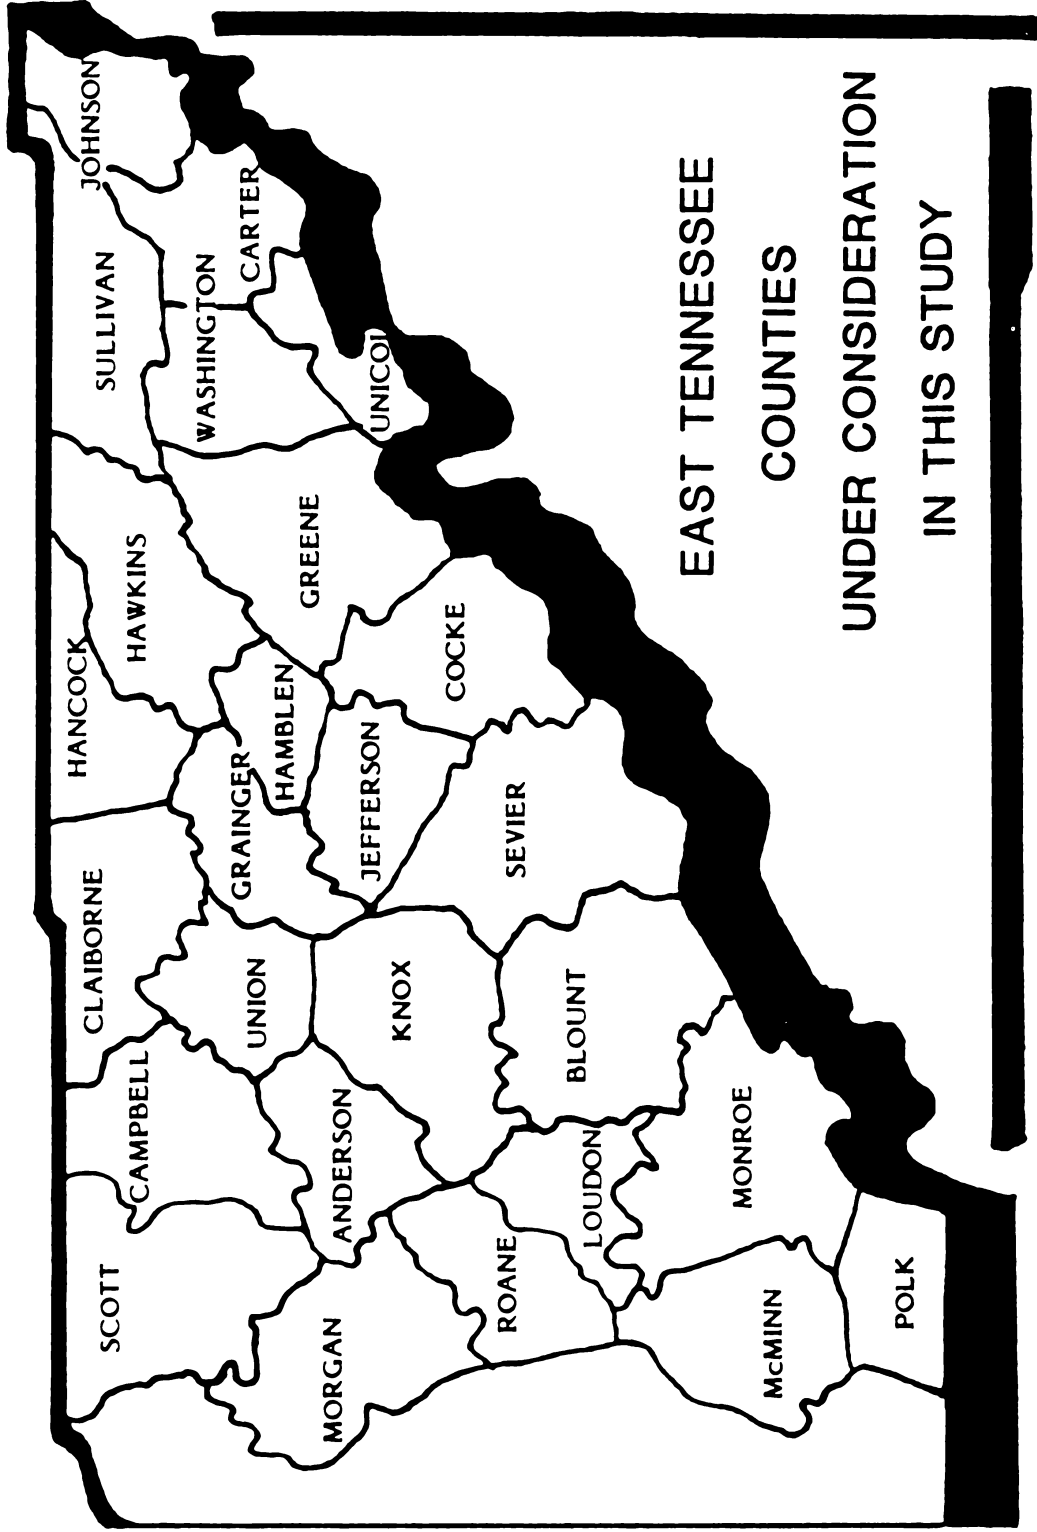 EAST TENNESSEE
COUNTIES
UNDER CONSIDERATION
IN THIS STUDY
SCOTT
CAMPBELL
CLAIBORNE
HANCOCK
HAWKINS
SULLIVAN
JOHNSON
MORGAN
ANDERSON
UNION
GRAINGER
HAMBLEN
GREENE
WASHINGTON
CARTER
UNICOI
ROANE
KNOX
JEFFERSON
COCKE
LOUDON
BLOUNT
SEVIER
McMINN
MONROE
POLK